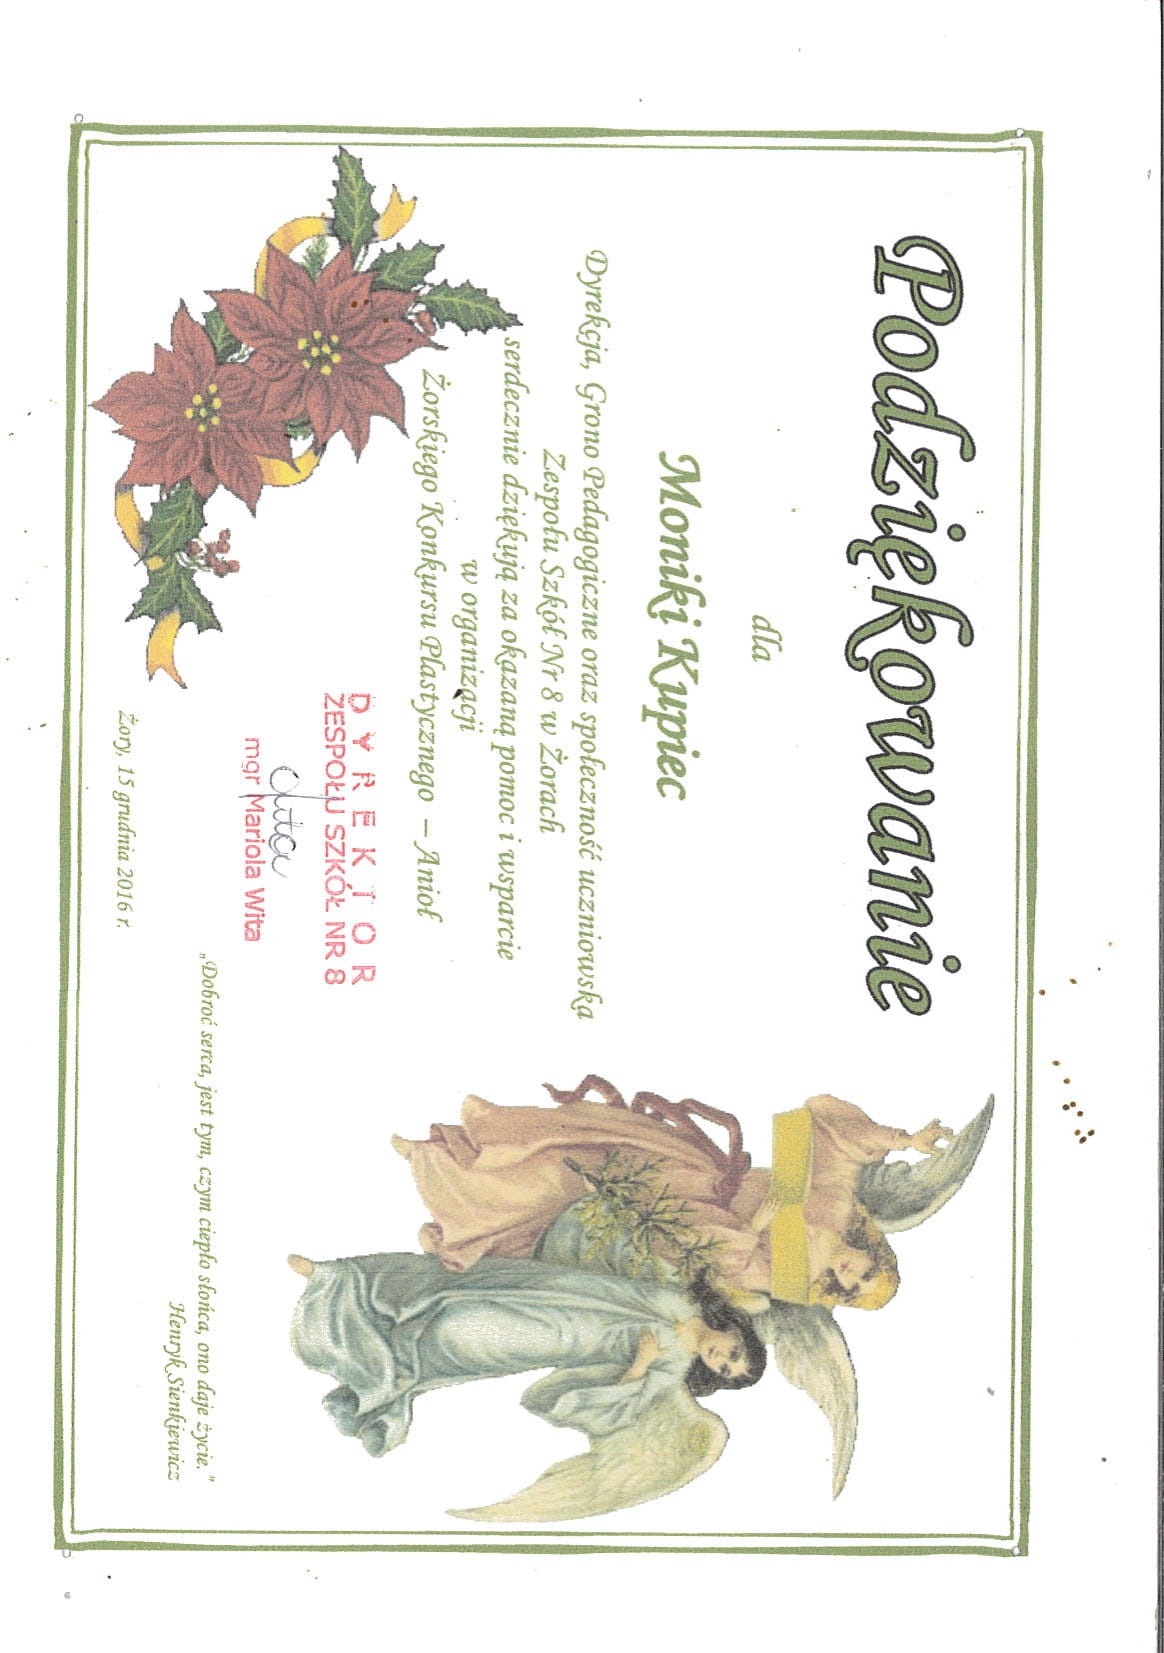 Podziękowanie
dla
Moniki Kupiec
Dyrekcja, Grono Pedagogiczne oraz społeczność uczniowska
Zespołu Szkół Nr 8 w Żorach
serdecznie dziękują za okazaną pomoc i wsparcie
w organizacji
Żorskiego Konkursu Plastycznego – Anioł
DYREKTOR
ZESPOŁU SZKÓŁ NR 8
Wita
mgr Mariola Wita
„Dobroć serca, jest tym, czym ciepło słońca, ono daje życie.”
Henryk Sienkiewicz
Żory, 15 grudnia 2016 r.